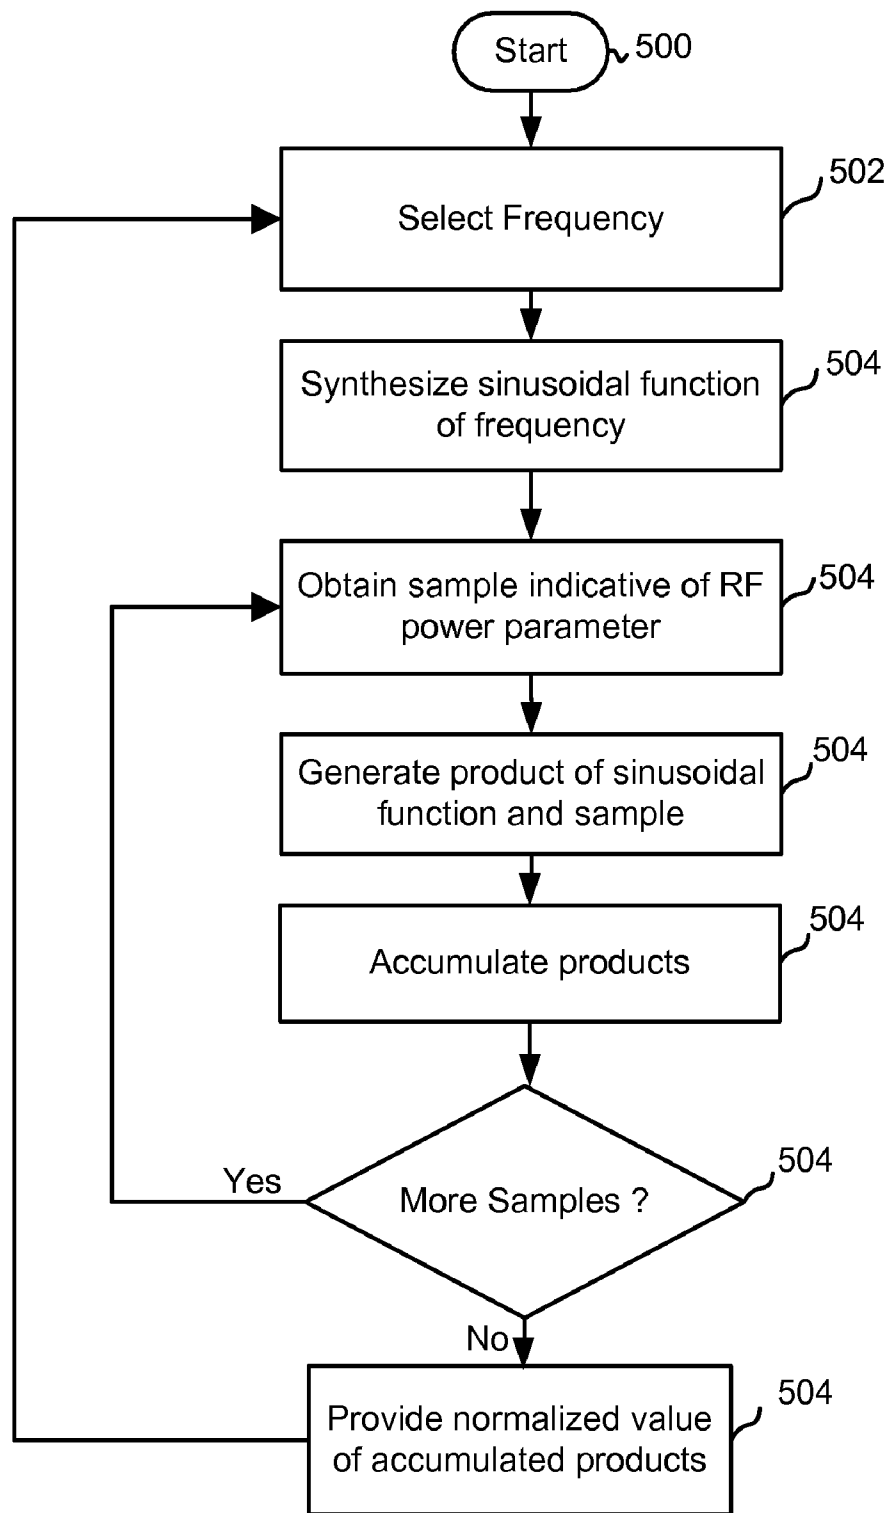 Start
500
Select Frequency
502
Synthesize sinusoidal function
of frequency
504
Obtain sample indicative of RF
power parameter
504
Generate product of sinusoidal
function and sample
504
Accumulate products
504
More Samples ?
504
Yes
No
Provide normalized value
of accumulated products
504